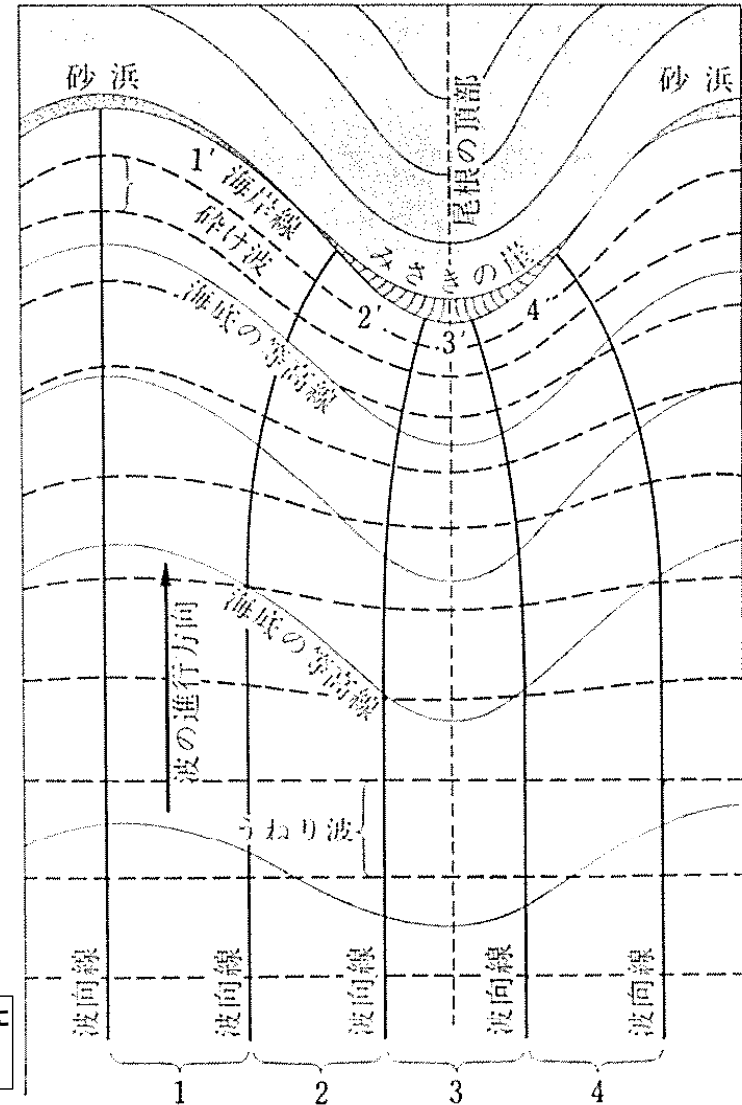 砂浜
砂浜
尾根の頂部
1′
海岸線
砕け波
みさきの崖
2′
3′
4′
海底の等高線
海底の等高線
波の進行方向
うねり波
波向線
波向線
波向線
波向線
波向線
1
2
3
4